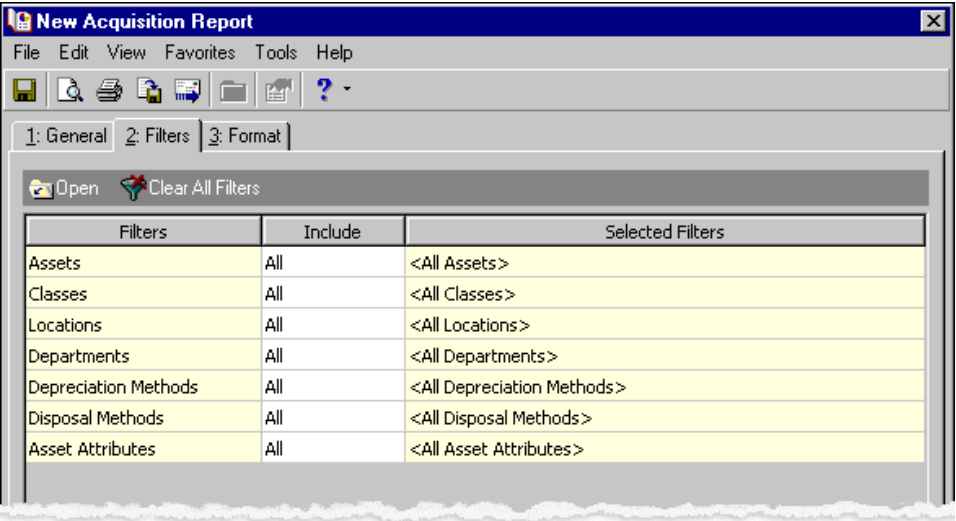 New Acquisition Report
File Edit View Favorites Tools Help
?
1: General 2: Filters 3: Format
Open Clear All Filters
Filters Include Selected Filters
Assets All <All Assets>
Classes All <All Classes>
Locations All <All Locations>
Departments All <All Departments>
Depreciation Methods All <All Depreciation Methods>
Disposal Methods All <All Disposal Methods>
Asset Attributes All <All Asset Attributes>